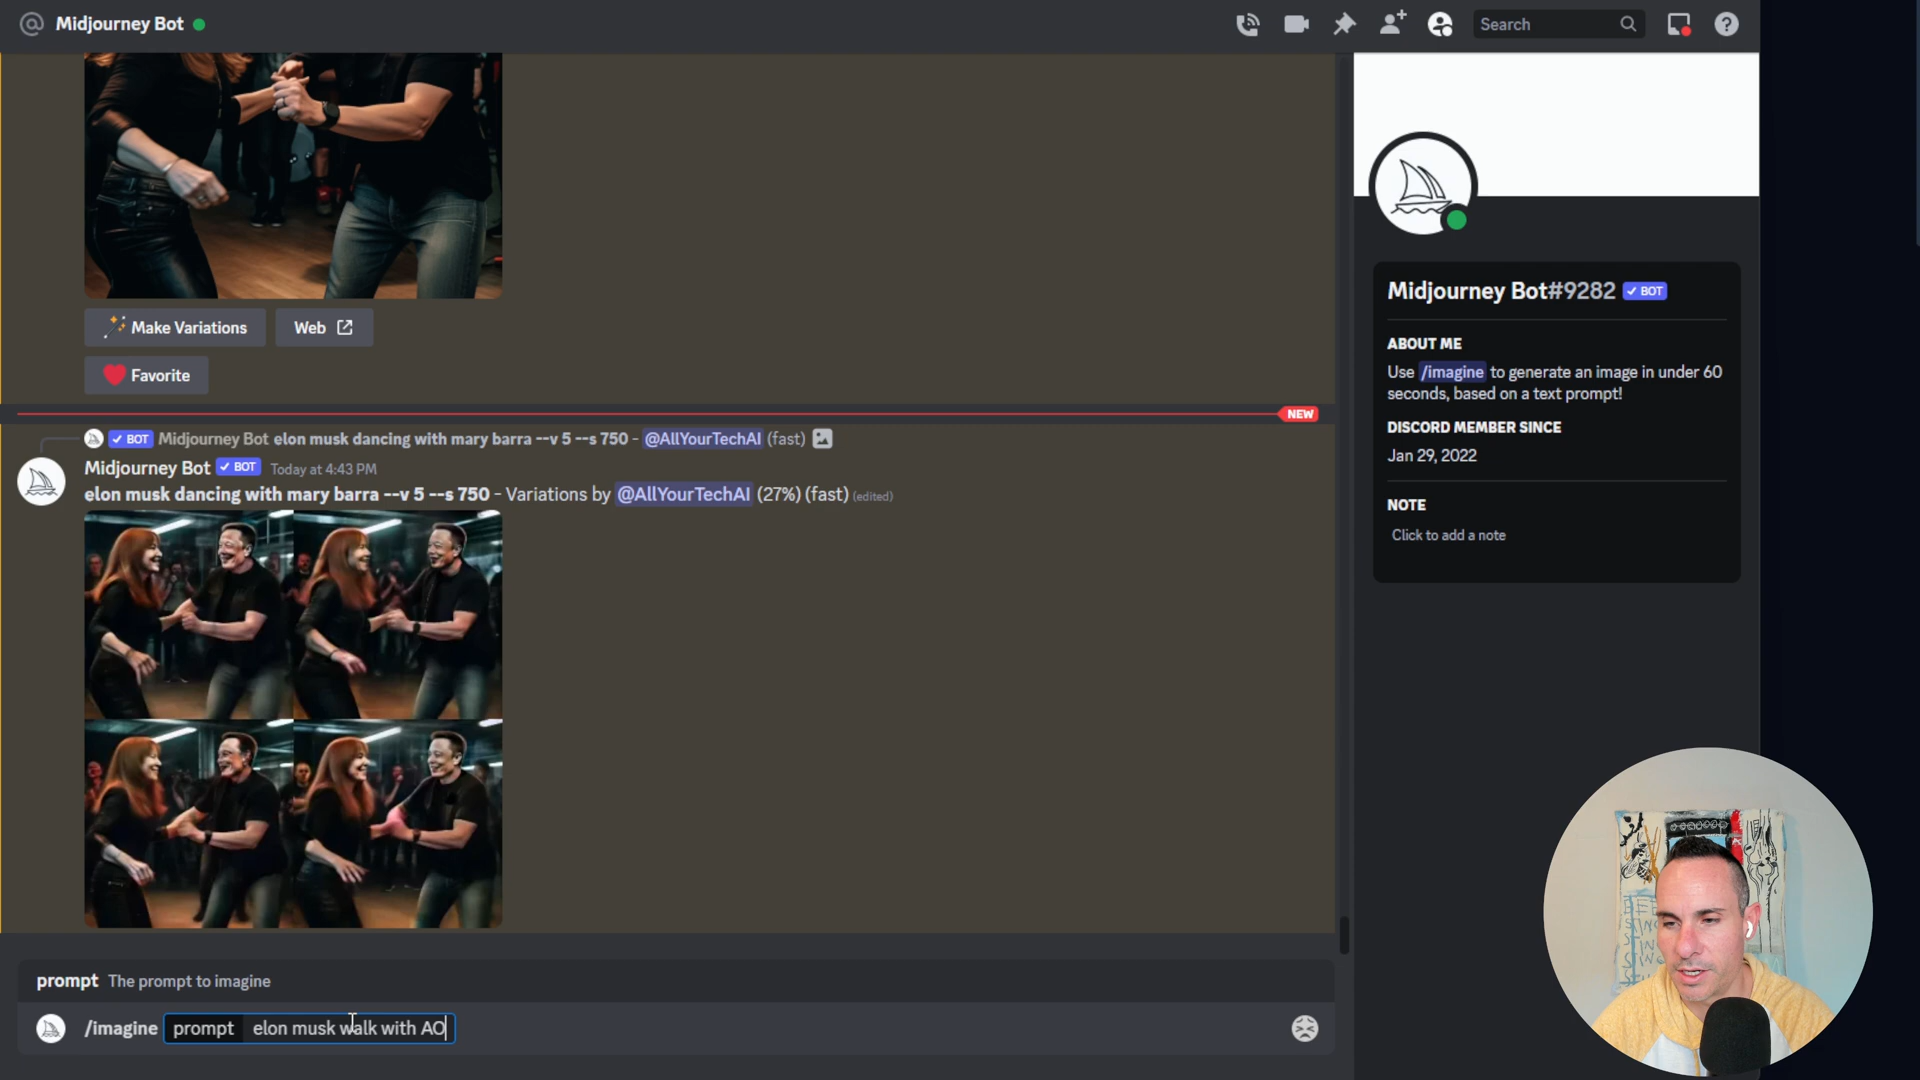 Midjourney Bot
Search
Make Variations
Web
Favorite
NEW
BOT Midjourney Bot elon musk dancing with mary barra --v 5 --s 750 - @AllYourTechAI (fast)
Midjourney Bot BOT Today at 4:43 PM
elon musk dancing with mary barra --v 5 --s 750 - Variations by @AllYourTechAI (27%) (fast) (edited)
prompt The prompt to imagine
/imagine prompt elon musk walk with AO
Midjourney Bot#9282 BOT
ABOUT ME
Use /imagine to generate an image in under 60
seconds, based on a text prompt!
DISCORD MEMBER SINCE
Jan 29, 2022
NOTE
Click to add a note